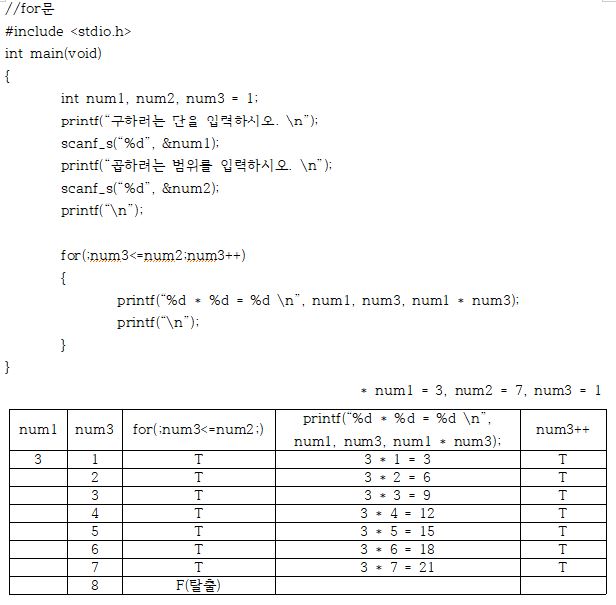 //for문
#include <stdio.h>
int main(void)
{
int num1, num2, num3 = 1;
printf("구하려는 단을 입력하시오. \n");
scanf_s("%d", &num1);
printf("곱하려는 범위를 입력하시오. \n");
scanf_s("%d", &num2);
printf("\n");
for(;num3<=num2;num3++)
{
printf("%d * %d = %d \n", num1, num3, num1 * num3);
printf("\n");
}
}
* num1 = 3, num2 = 7, num3 = 1
num1 num3 for(;num3<=num2;) printf("%d * %d = %d \n", num3++
num1, num3, num1 * num3);
3 1 T 3 * 1 = 3 T
2 T 3 * 2 = 6 T
3 T 3 * 3 = 9 T
4 T 3 * 4 = 12 T
5 T 3 * 5 = 15 T
6 T 3 * 6 = 18 T
7 T 3 * 7 = 21 T
8 F(탈출)